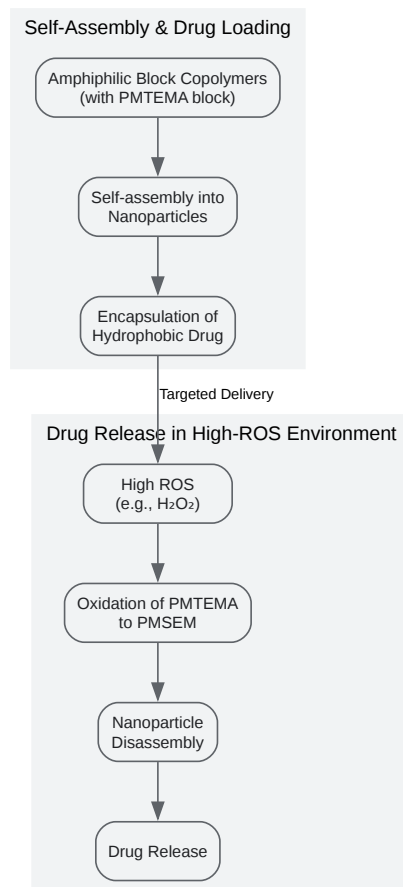 Self-Assembly & Drug Loading
Amphiphilic Block Copolymers
(with PMTEMA block)
Self-assembly into
Nanoparticles
Encapsulation of
Hydrophobic Drug
Targeted Delivery
Drug Release in High-ROS Environment
High ROS
(e.g., H₂O₂)
Oxidation of PMTEMA
to PMSEM
Nanoparticle
Disassembly
Drug Release